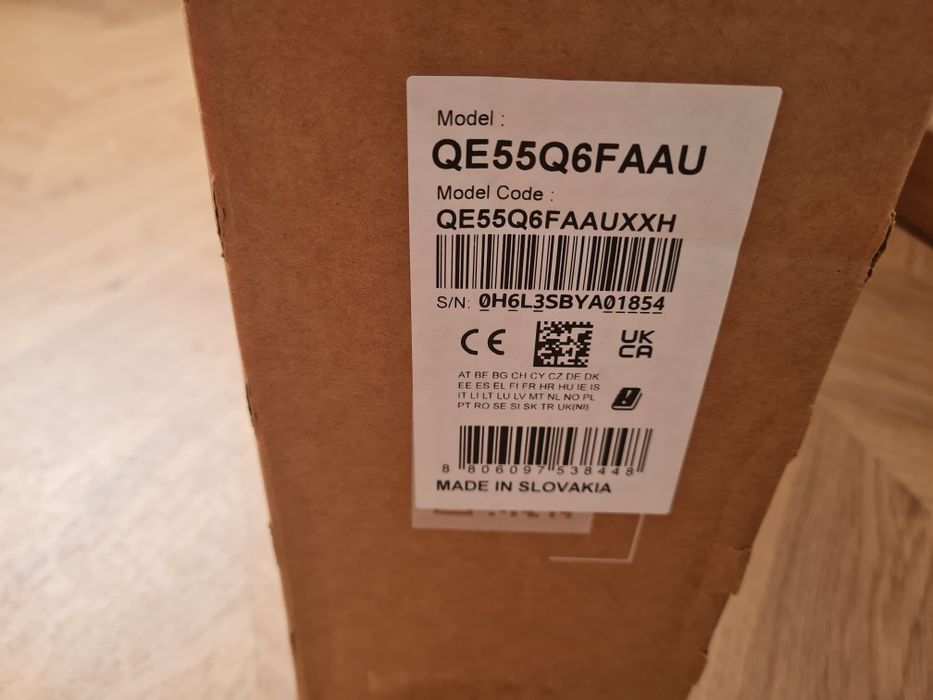 Model :
QE55Q6FAAU
Model Code :
QE55Q6FAAUXXH
S/N: 0H6L3SBYA01854
CE
UK
CA
AT BE BG CH CY CZ DE DK
EE ES EL FI FR HR HU IE IS
IT LI LT LU LV MT NL NO PL
PT RO SE SI SK TR UK(NI)
8 806097 538448
MADE IN SLOVAKIA